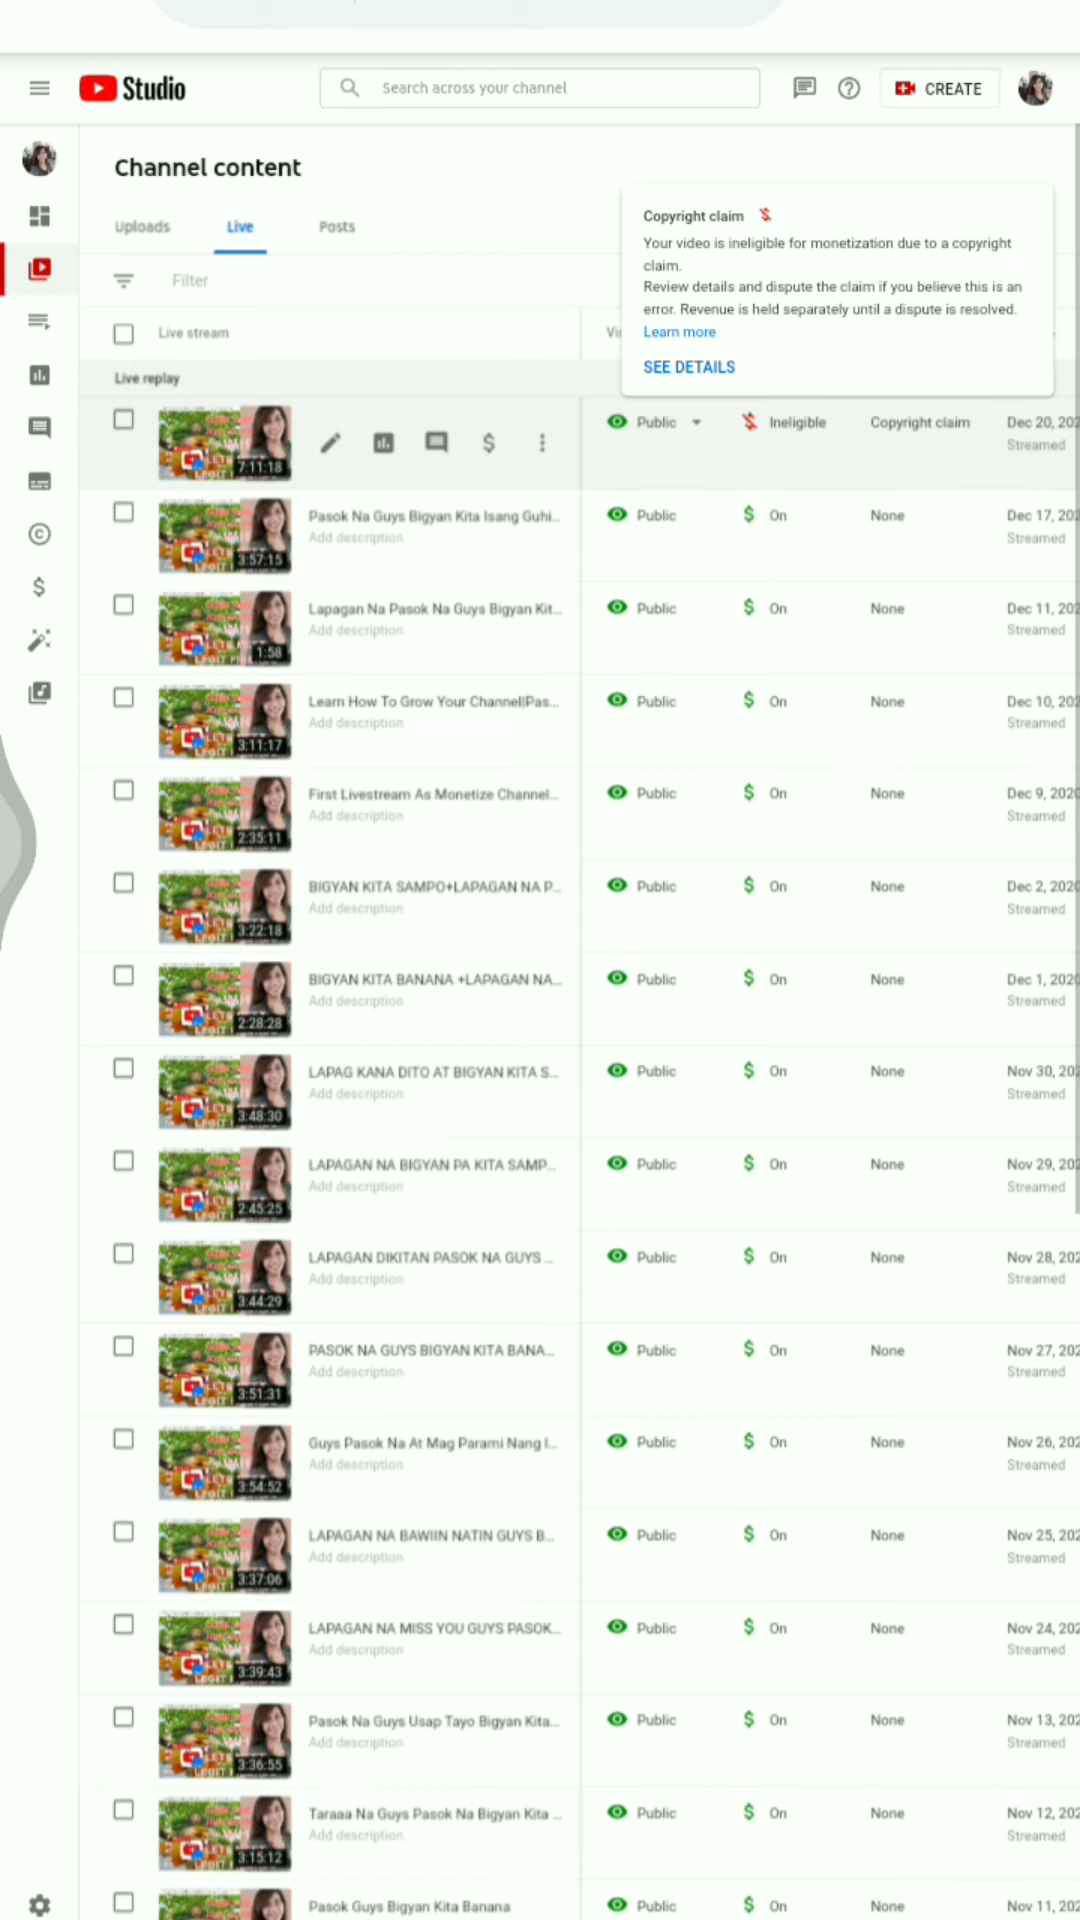 Studio
Search across your channel
CREATE
Channel content
Uploads
Live
Posts
Filter
Live stream
Copyright claim
Your video is ineligible for monetization due to a copyright
claim.
Review details and dispute the claim if you believe this is an
error. Revenue is held separately until a dispute is resolved.
Learn more
SEE DETAILS
Live replay
7:11:18
Public
Ineligible
Copyright claim
Dec 20, 202
Streamed
3:57:15
Pasok Na Guys Bigyan Kita Isang Guhi...
Add description
Public
On
None
Dec 17, 202
Streamed
1:58
Lapagan Na Pasok Na Guys Bigyan Kit...
Add description
Public
On
None
Dec 11, 202
Streamed
3:11:17
Learn How To Grow Your Channel|Pas...
Add description
Public
On
None
Dec 10, 202
Streamed
2:35:11
First Livestream As Monetize Channel...
Add description
Public
On
None
Dec 9, 2020
Streamed
3:22:18
BIGYAN KITA SAMPO+LAPAGAN NA P...
Add description
Public
On
None
Dec 2, 2020
Streamed
2:28:28
BIGYAN KITA BANANA +LAPAGAN NA...
Add description
Public
On
None
Dec 1, 2020
Streamed
3:48:30
LAPAG KANA DITO AT BIGYAN KITA S...
Add description
Public
On
None
Nov 30, 202
Streamed
2:45:25
LAPAGAN NA BIGYAN PA KITA SAMP...
Add description
Public
On
None
Nov 29, 202
Streamed
3:44:29
LAPAGAN DIKITAN PASOK NA GUYS ...
Add description
Public
On
None
Nov 28, 202
Streamed
3:51:31
PASOK NA GUYS BIGYAN KITA BANA...
Add description
Public
On
None
Nov 27, 202
Streamed
3:54:52
Guys Pasok Na At Mag Parami Nang I...
Add description
Public
On
None
Nov 26, 202
Streamed
3:37:06
LAPAGAN NA BAWIIN NATIN GUYS B...
Add description
Public
On
None
Nov 25, 202
Streamed
3:39:43
LAPAGAN NA MISS YOU GUYS PASOK...
Add description
Public
On
None
Nov 24, 202
Streamed
3:36:55
Pasok Na Guys Usap Tayo Bigyan Kita...
Add description
Public
On
None
Nov 13, 202
Streamed
3:15:12
Taraaa Na Guys Pasok Na Bigyan Kita ...
Add description
Public
On
None
Nov 12, 202
Streamed
Pasok Guys Bigyan Kita Banana
Public
On
None
Nov 11, 202